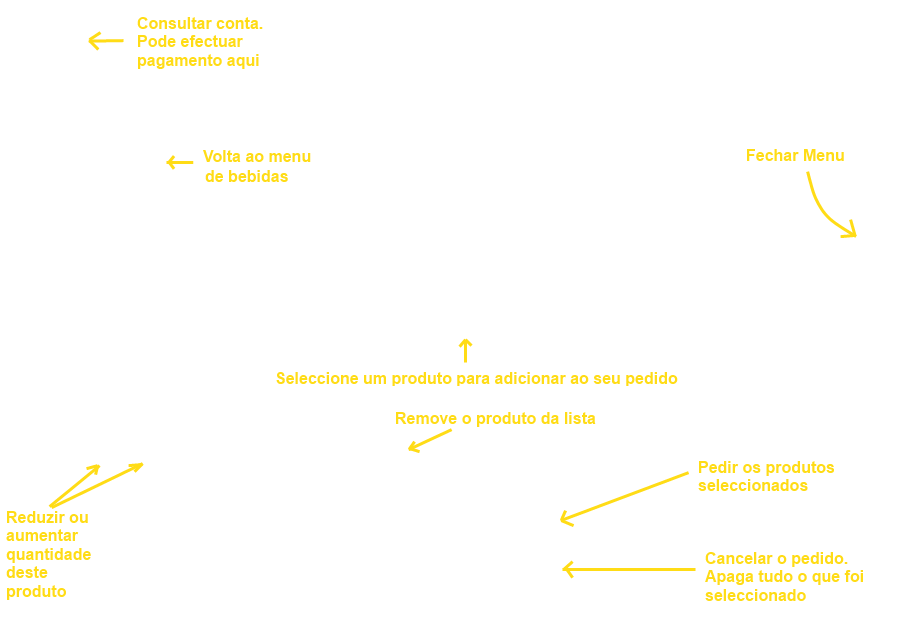 Consultar conta.
Pode efectuar
pagamento aqui
Volta ao menu
de bebidas
Fechar Menu
Seleccione um produto para adicionar ao seu pedido
Remove o produto da lista
Pedir os produtos
seleccionados
Reduzir ou
aumentar
quantidade
deste
produto
Cancelar o pedido.
Apaga tudo o que foi
seleccionado